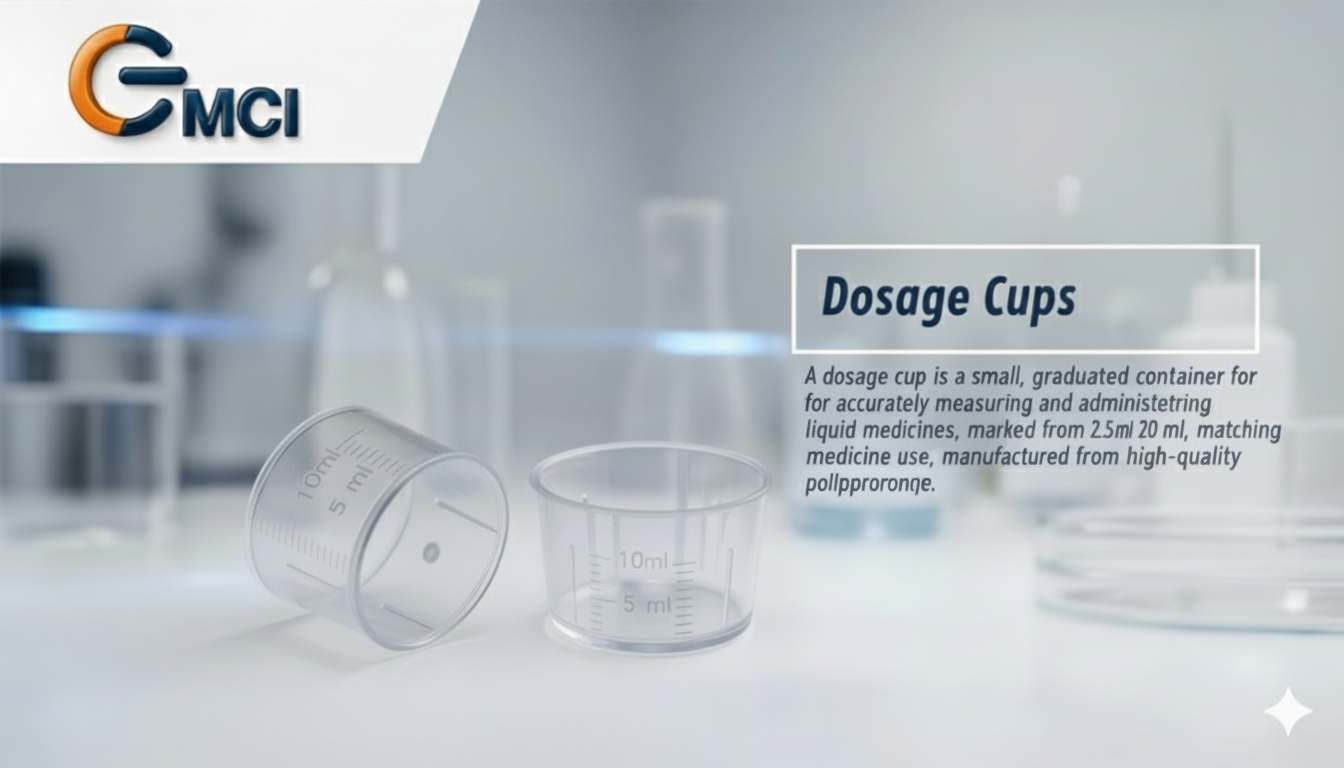 MCI
Dosage Cups
A dosage cup is a small, graduated container for
for accurately measuring and administetring
liquid medicines, marked from 2.5ml 20 ml, matching
medicine use, manufactured from high-quality
pollpproronqe.
10ml
5 ml
10ml
5 ml